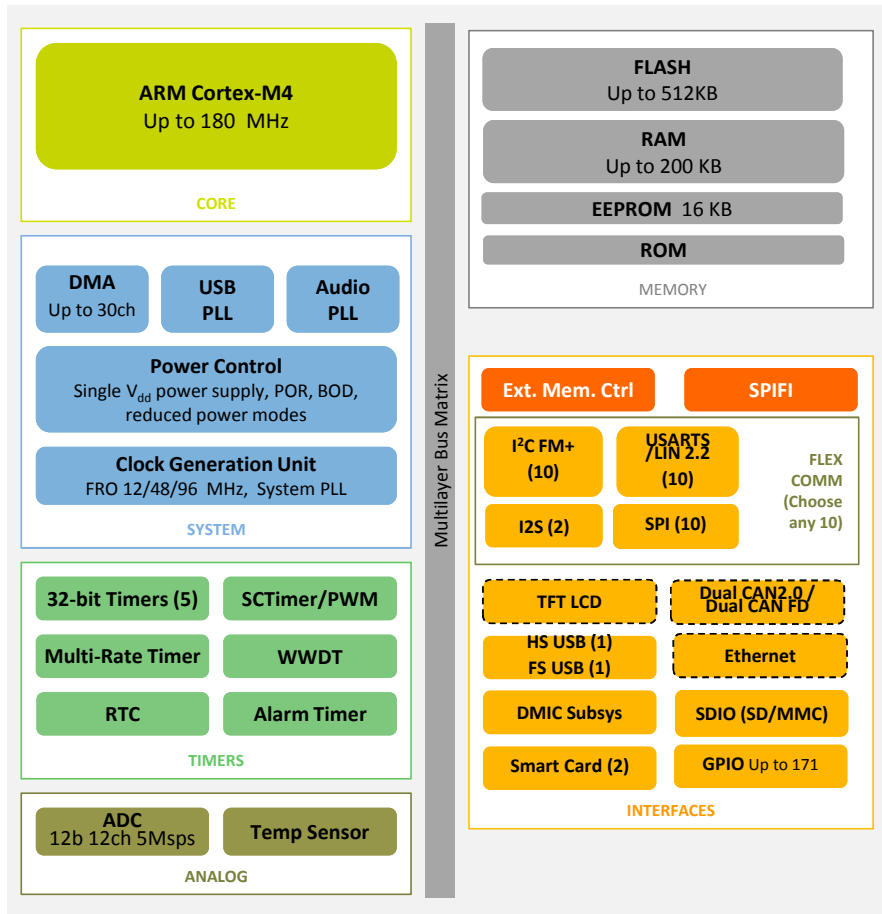 ARM Cortex-M4
Up to 180 MHz
CORE
DMA
Up to 30ch
USB
PLL
Audio
PLL
Power Control
Single Vdd power supply, POR, BOD,
reduced power modes
Clock Generation Unit
FRO 12/48/96 MHz, System PLL
SYSTEM
32-bit Timers (5)
SCTimer/PWM
Multi-Rate Timer
WWDT
RTC
Alarm Timer
TIMERS
ADC
12b 12ch 5Msps
Temp Sensor
ANALOG
Multilayer Bus Matrix
FLASH
Up to 512KB
RAM
Up to 200 KB
EEPROM 16 KB
ROM
MEMORY
Ext. Mem. Ctrl
SPIFI
I²C FM+
(10)
USARTS
/LIN 2.2
(10)
I2S (2)
SPI (10)
FLEX
COMM
(Choose
any 10)
TFT LCD
Dual CAN2.0 /
Dual CAN FD
HS USB (1)
FS USB (1)
Ethernet
DMIC Subsys
SDIO (SD/MMC)
Smart Card (2)
GPIO Up to 171
INTERFACES